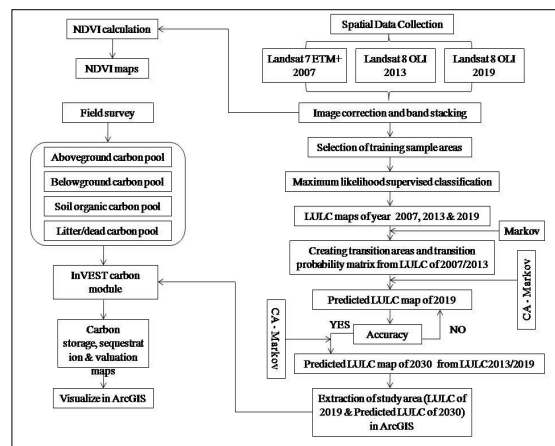 Spatial Data Collection
NDVI calculation
NDVI maps
Landsat 7 ETM+
2007
Landsat 8 OLI
2013
Landsat 8 OLI
2019
Field survey
Image correction and band stacking
Selection of training sample areas
Aboveground carbon pool
Belowground carbon pool
Soil organic carbon pool
Litter/dead carbon pool
Maximum likelihood supervised classification
LULC maps of year 2007, 2013 & 2019
Markov
Creating transition areas and transition
probability matrix from LULC of 2007/2013
CA - Markov
InVEST carbon
module
Predicted LULC map of 2019
CA - Markov
YES
Accuracy
NO
Carbon
storage, sequestrat
ion & valuation
maps
Predicted LULC map of 2030 from LULC2013/2019
Visualize in ArcGIS
Extraction of study area (LULC of
2019 & Predicted LULC of 2030)
in ArcGIS